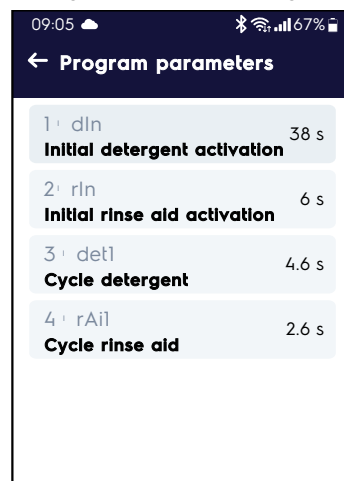 09:05 67%
← Program parameters
1 dIn
38 s
Initial detergent activation
2 rIn
6 s
Initial rinse aid activation
3 det1
4.6 s
Cycle detergent
4 rAi1
2.6 s
Cycle rinse aid